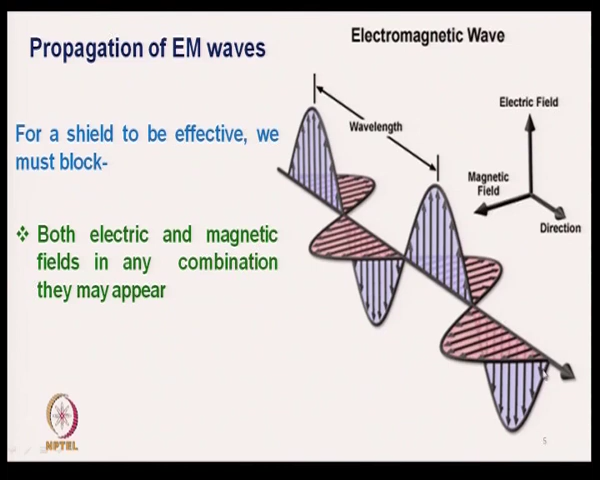 Propagation of EM waves
Electromagnetic Wave
For a shield to be effective, we
must block-
❖ Both electric and magnetic
fields in any combination
they may appear
Wavelength
Electric Field
Magnetic
Field
Direction
NPTEL
5